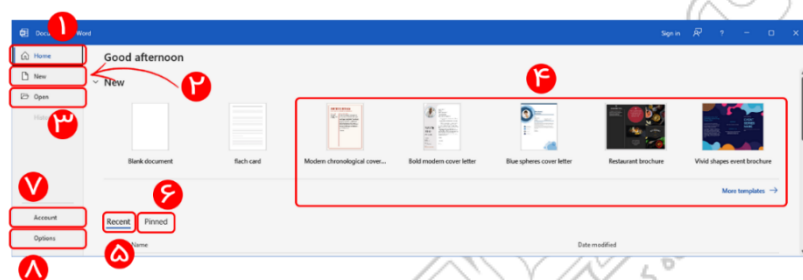 ۱
Word
Sign in
?
Home
Good afternoon
New
New
۲
۴
Open
۳
Blank document
flach card
Modern chronological cover...
Bold modern cover letter
Blue spheres cover letter
Restaurant brochure
Vivid shapes event brochure
More templates →
۷
۶
Account
Recent
Pinned
Options
Name
Date modified
۵
۸